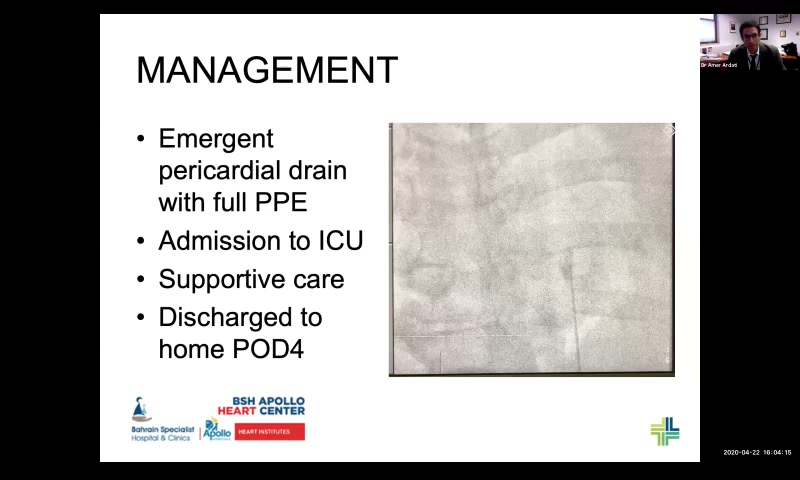 MANAGEMENT
• Emergent
pericardial drain
with full PPE
• Admission to ICU
• Supportive care
• Discharged to
home POD4
BSH APOLLO
HEART CENTER
Bahrain Specialist
Hospital & Clinics
Apollo
HEART INSTITUTES
Dr Amer Ardati
2020-04-22 16:04:15